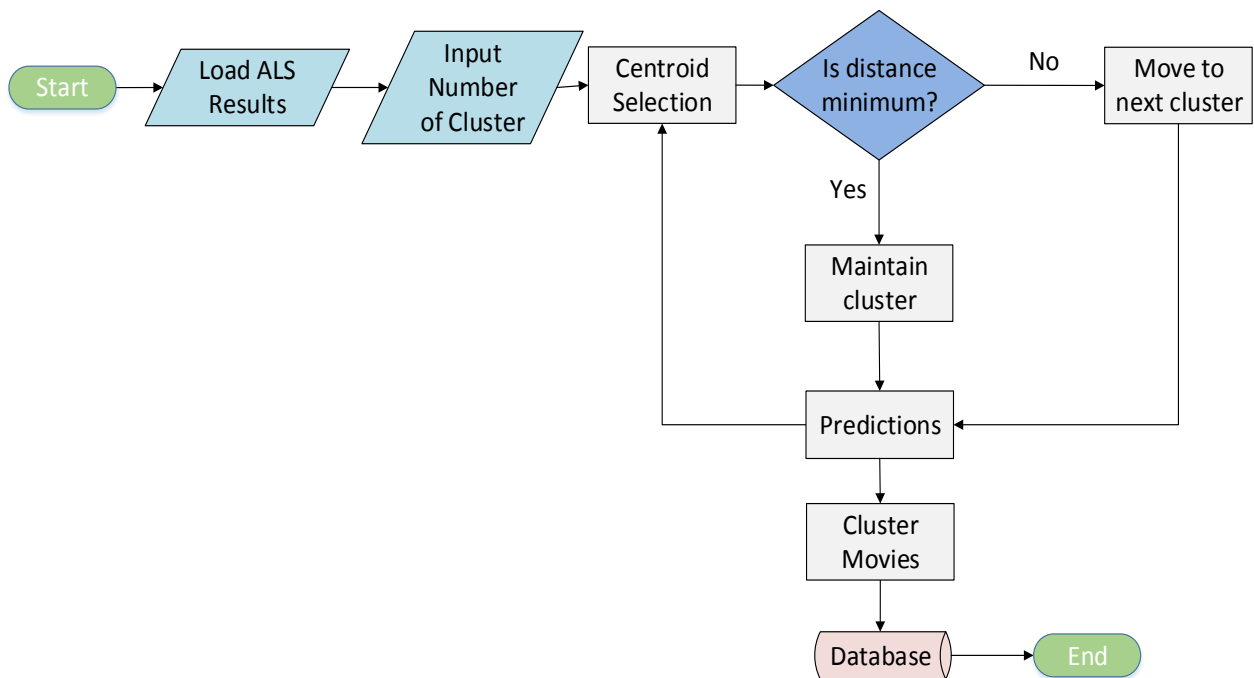 Start
Load ALS
Results
Input
Number
of Cluster
Centroid
Selection
Is distance
minimum?
No
Move to
next cluster
Yes
Maintain
cluster
Predictions
Cluster
Movies
Database
End